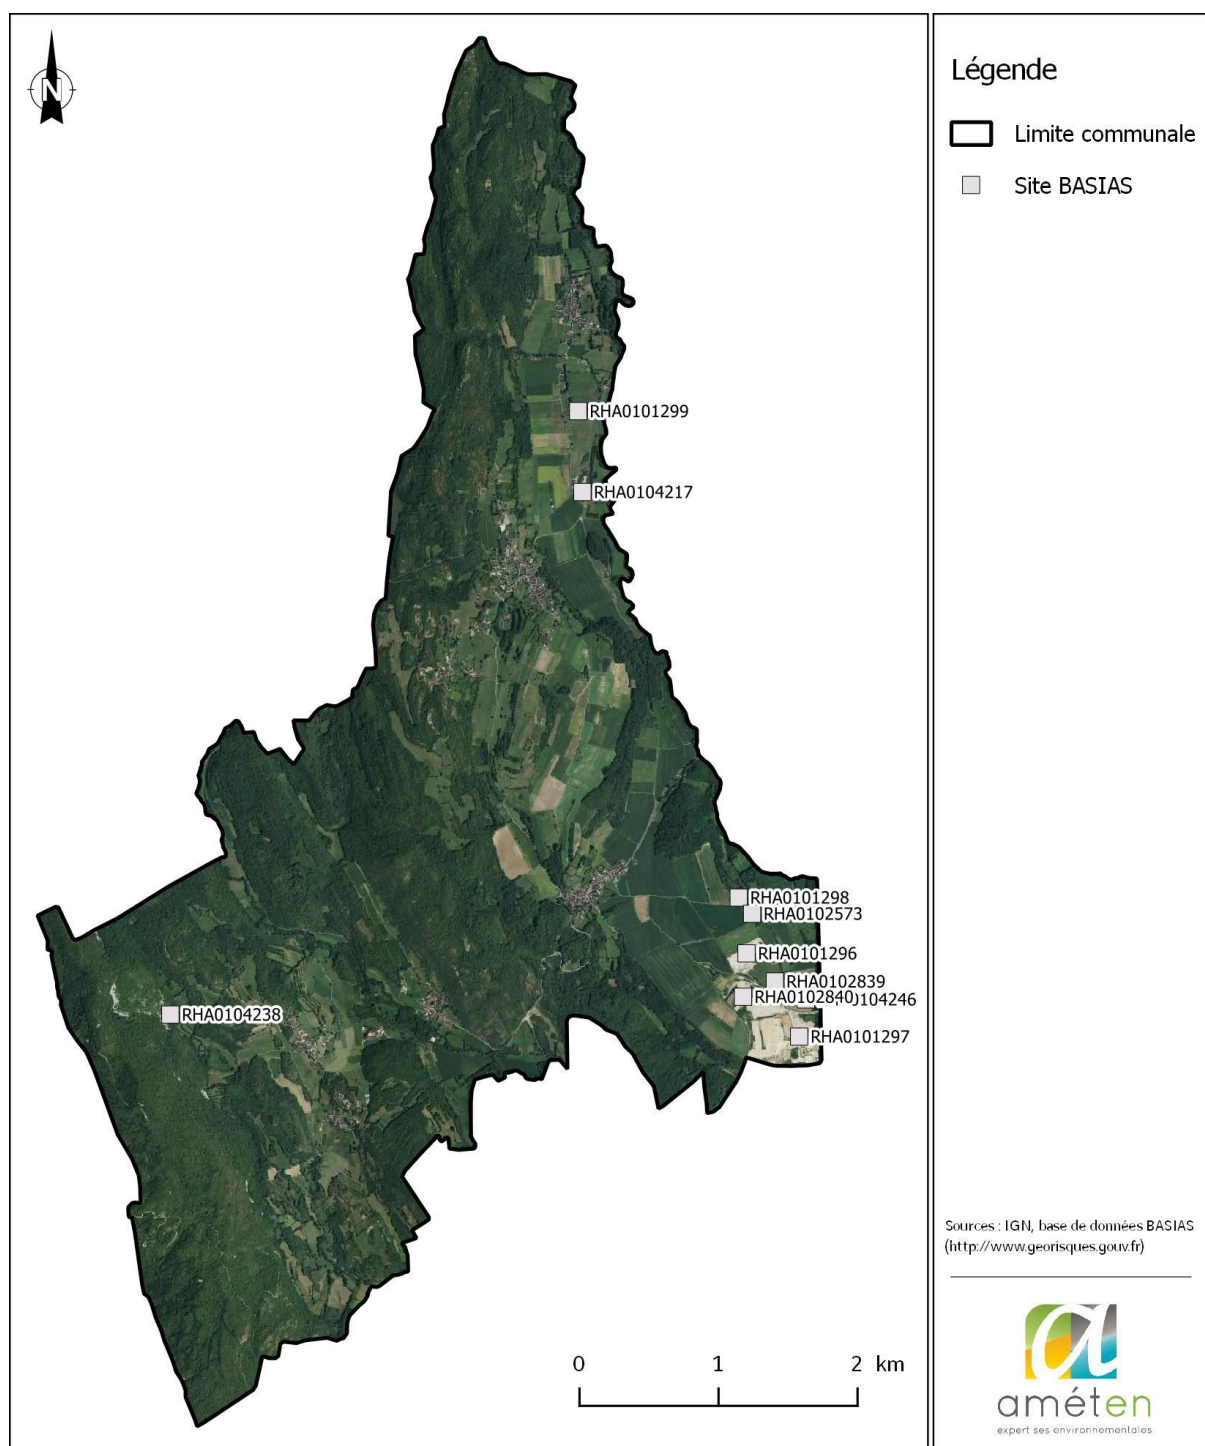 N
RHA0101299
RHA0104217
RHA0101298
RHA0102573
RHA0101296
RHA0102839
RHA0102840
0104246
RHA0101297
RHA0104238
0 1 2 km
Légende
Limite communale
Site BASIAS
Sources : IGN, base de données BASIAS
(http://www.georisques.gouv.fr)
a
améten
expert ses environnementales